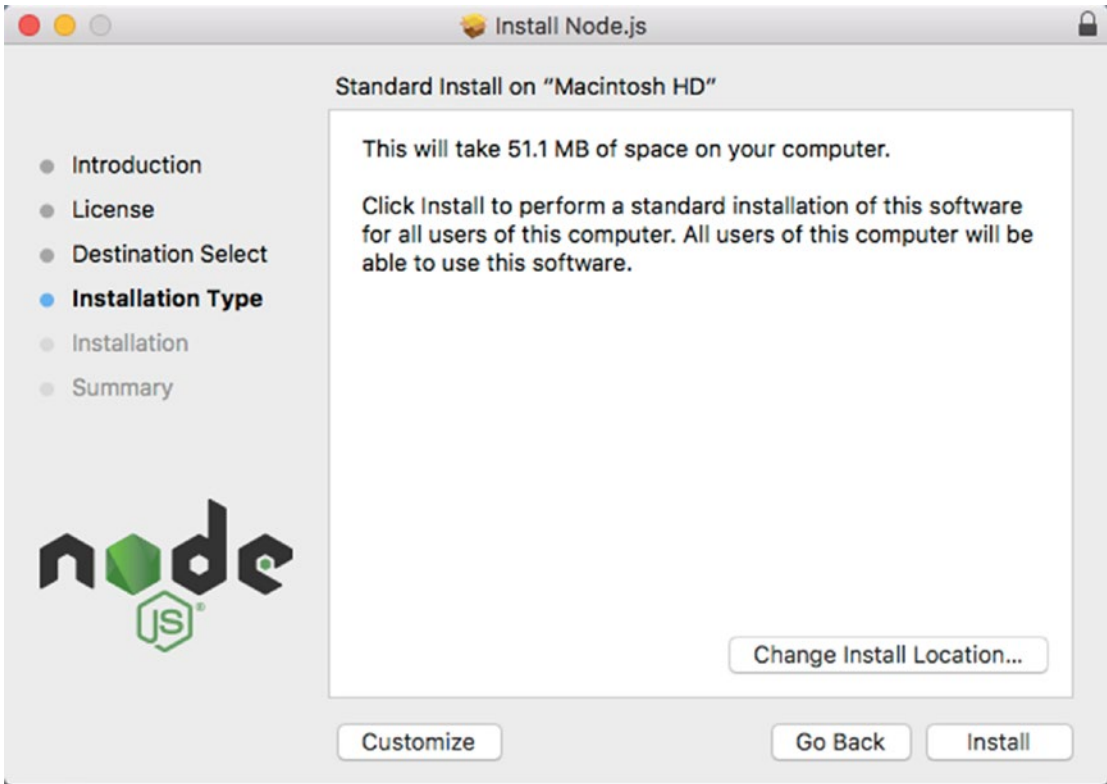 Install Node.js
Standard Install on "Macintosh HD"
Introduction
License
Destination Select
Installation Type
Installation
Summary
This will take 51.1 MB of space on your computer.
Click Install to perform a standard installation of this software
for all users of this computer. All users of this computer will be
able to use this software.
node
JS®
Change Install Location...
Customize
Go Back
Install